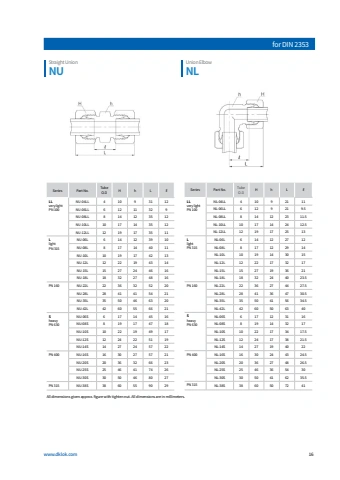 for DIN 2353
Straight Union
NU
Union Elbow
NL
H h
d
L
h H
d
Series Part No. Tube O.D H h L F
LL very light PN 100
NU-04LL 4 10 9 31 12
NU-06LL 6 12 11 32 9
NU-08LL 8 14 12 35 12
NU-10LL 10 17 14 35 12
NU-12LL 12 19 17 35 11
L light PN 315
NU-06L 6 14 12 39 10
NU-08L 8 17 14 40 11
NU-10L 10 19 17 42 13
NU-12L 12 22 19 43 14
NU-15L 15 27 24 46 16
NU-18L 18 32 27 48 16
PN 160
NU-22L 22 36 32 52 20
NU-28L 28 41 41 54 21
NU-35L 35 50 46 63 20
NU-42L 42 60 55 66 21
S heavy PN 630
NU-06S 6 17 14 45 16
NU-08S 8 19 17 47 18
NU-10S 10 22 19 49 17
NU-12S 12 24 22 51 19
NU-14S 14 27 24 57 22
PN 400
NU-16S 16 30 27 57 21
NU-20S 20 36 32 66 23
NU-25S 25 46 41 74 26
NU-30S 30 50 46 80 27
PN 315
NU-38S 38 60 55 90 29
Series Part No. Tube O.D H h L F
LL very light PN 100
NL-04LL 4 10 9 21 11
NL-06LL 6 12 9 21 9.5
NL-08LL 8 14 12 23 11.5
NL-10LL 10 17 14 24 12.5
NL-12LL 12 19 17 25 13
L light PN 315
NL-06L 6 14 12 27 12
NL-08L 8 17 12 29 14
NL-10L 10 19 14 30 15
NL-12L 12 22 17 32 17
NL-15L 15 27 19 36 21
NL-18L 18 32 24 40 23.5
PN 160
NL-22L 22 36 27 44 27.5
NL-28L 28 41 36 47 30.5
NL-35L 35 50 41 56 34.5
NL-42L 42 60 50 63 40
S heavy PN 630
NL-06S 6 17 12 31 16
NL-08S 8 19 14 32 17
NL-10S 10 22 17 34 17.5
NL-12S 12 24 17 38 21.5
NL-14S 14 27 19 40 22
PN 400
NL-16S 16 30 24 43 24.5
NL-20S 20 36 27 48 26.5
NL-25S 25 46 36 54 30
NL-30S 30 50 41 62 35.5
PN 315
NL-38S 38 60 50 72 41
All dimensions given approx. figure with tighten nut. All dimensions are in millimeters.
www.dklok.com